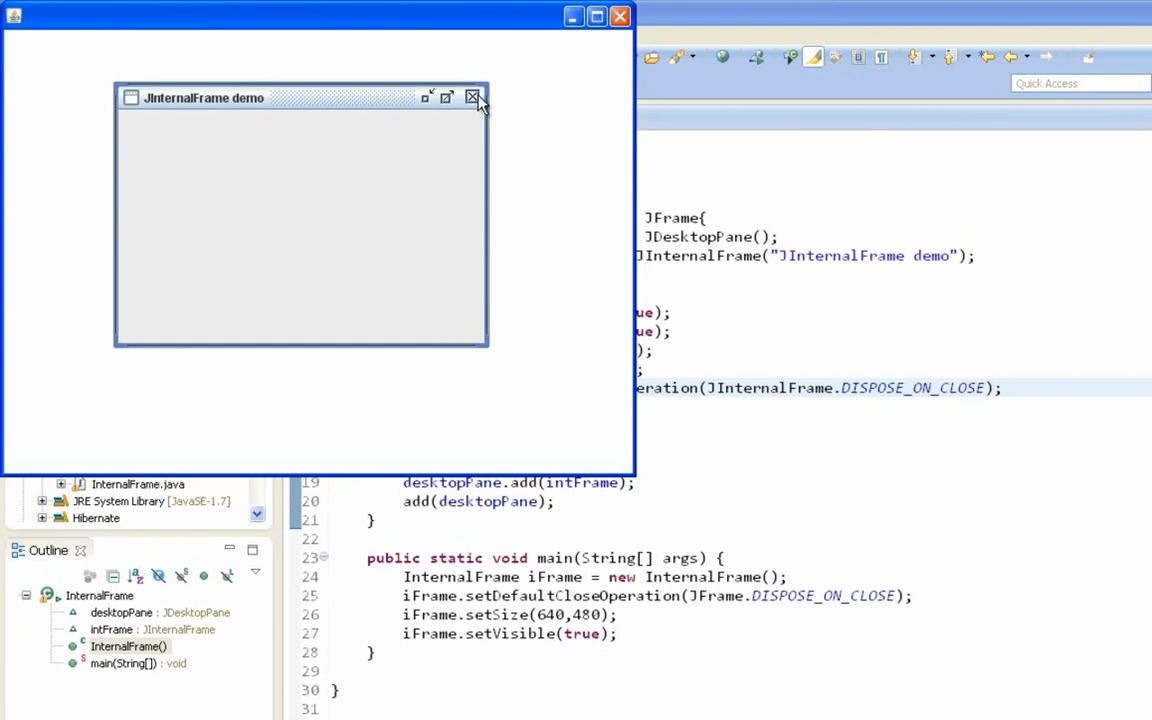 Quick Access
JInternalFrame demo
JFrame{
JDesktopPane();
JInternalFrame("JInternalFrame demo");
ue);
ue);
);
;
eration(JInternalFrame.DISPOSE_ON_CLOSE);
19 desktopPane.add(intFrame);
20 add(desktopPane);
21 }
22
23 public static void main(String[] args) {
24 InternalFrame iFrame = new InternalFrame();
25 iFrame.setDefaultCloseOperation(JFrame.DISPOSE_ON_CLOSE);
26 iFrame.setSize(640,480);
27 iFrame.setVisible(true);
28 }
29
30 }
31
InternalFrame.java
JRE System Library [JavaSE-1.7]
Hibernate
Outline
InternalFrame
desktopPane : JDesktopPane
intFrame : JInternalFrame
InternalFrame()
main(String[]) : void